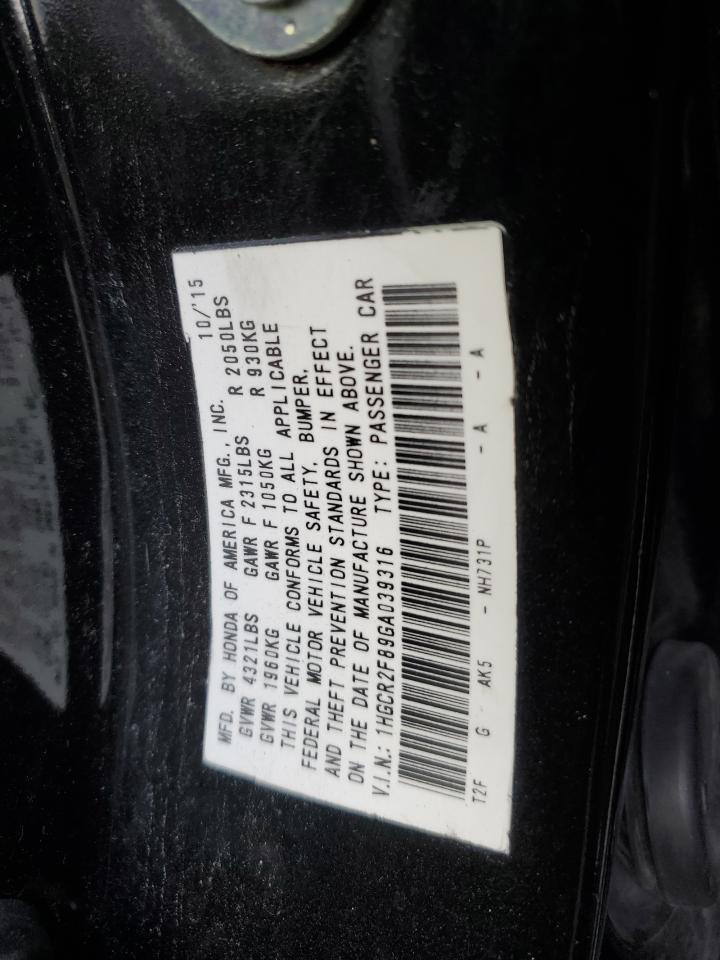 MFD. BY HONDA OF AMERICA MFG., INC. 10/'15
GVWR 4321LBS GAWR F 2315LBS R 2050LBS
GVWR 1960KG GAWR F 1050KG R 930KG
THIS VEHICLE CONFORMS TO ALL APPLICABLE
FEDERAL MOTOR VEHICLE SAFETY, BUMPER,
AND THEFT PREVENTION STANDARDS IN EFFECT
ON THE DATE OF MANUFACTURE SHOWN ABOVE.
V.I.N.: 1HGCR2F89GA039316 TYPE: PASSENGER CAR
T2F G - AK5 - NH731P - A - A